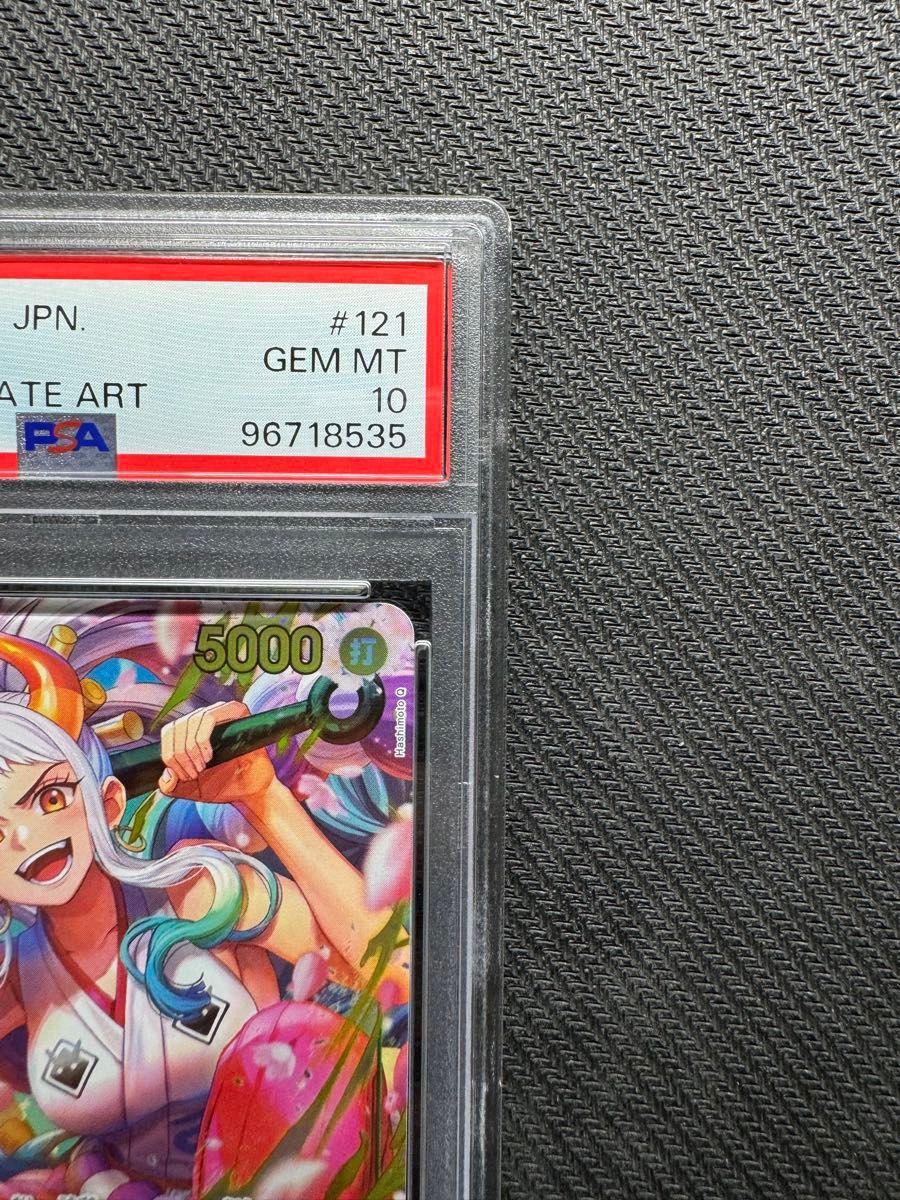 JPN.
#121
GEM MT
ATE ART
10
PSA
96718535
5000 打
Hashimoto Q